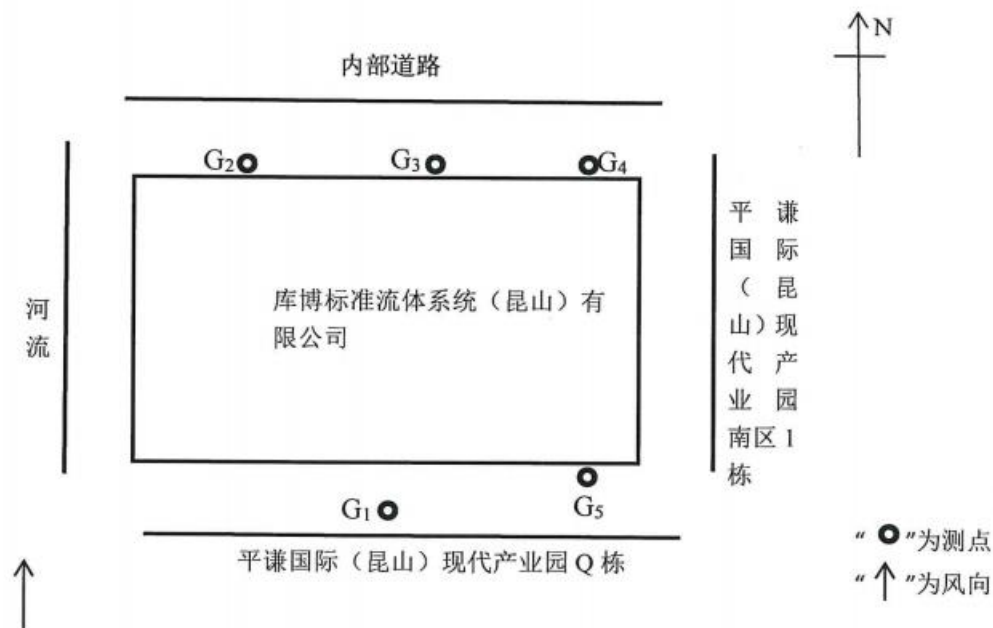 N
内部道路
G₂
G₃
G₄
河
流
库博标准流体系统（昆山）有
限公司
平 谦
国 际
（ 昆
山）现
代 产
业 园
南区 1
栋
G₁
G₅
平谦国际（昆山）现代产业园 Q 栋
“ ”为测点
“ ”为风向